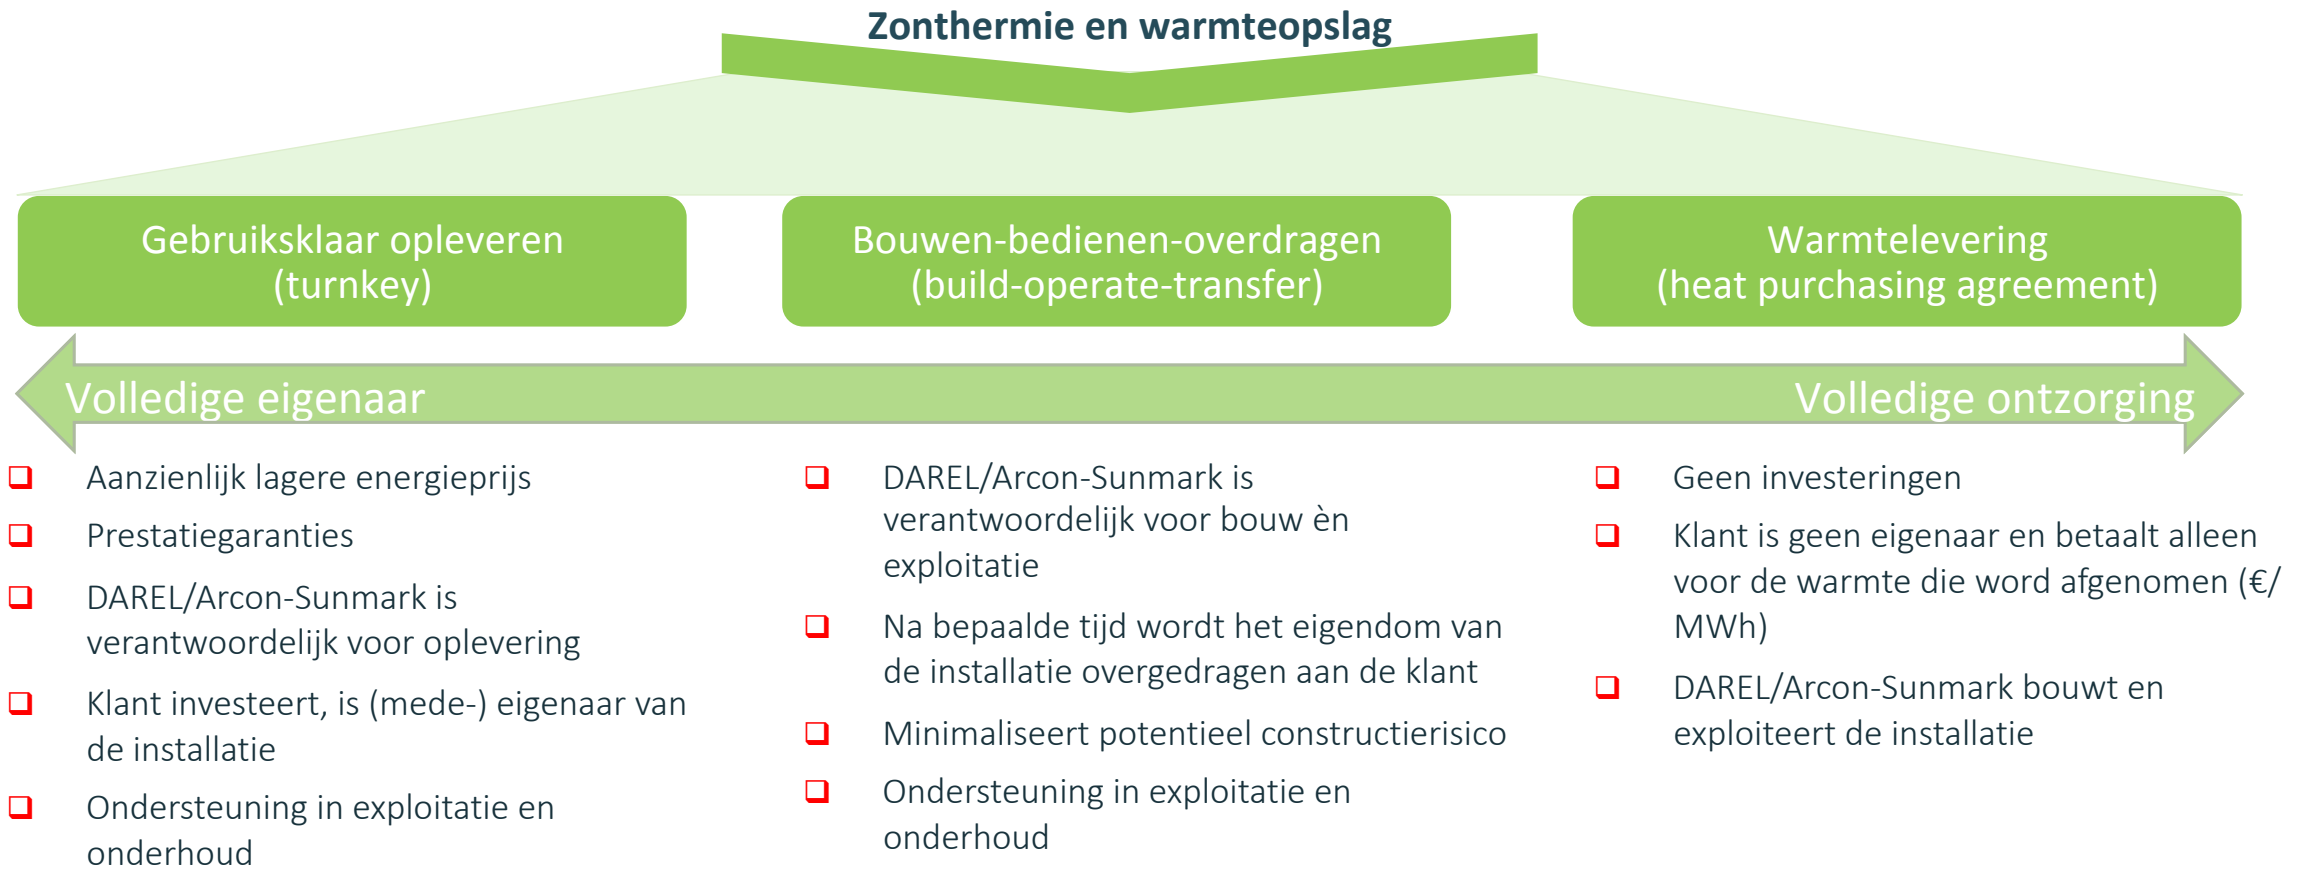 Zonthermie en warmteopslag
Gebruiksklaar opleveren
(turnkey)
Bouwen-bedienen-overdragen
(build-operate-transfer)
Warmtelevering
(heat purchasing agreement)
Volledige eigenaar
Volledige ontzorging
Aanzienlijk lagere energieprijs
Prestatiegaranties
DAREL/Arcon-Sunmark is
verantwoordelijk voor oplevering
Klant investeert, is (mede-) eigenaar van
de installatie
Ondersteuning in exploitatie en
onderhoud
DAREL/Arcon-Sunmark is
verantwoordelijk voor bouw èn
exploitatie
Na bepaalde tijd wordt het eigendom van
de installatie overgedragen aan de klant
Minimaliseert potentieel constructierisico
Ondersteuning in exploitatie en
onderhoud
Geen investeringen
Klant is geen eigenaar en betaalt alleen
voor de warmte die word afgenomen (€/
MWh)
DAREL/Arcon-Sunmark bouwt en
exploiteert de installatie